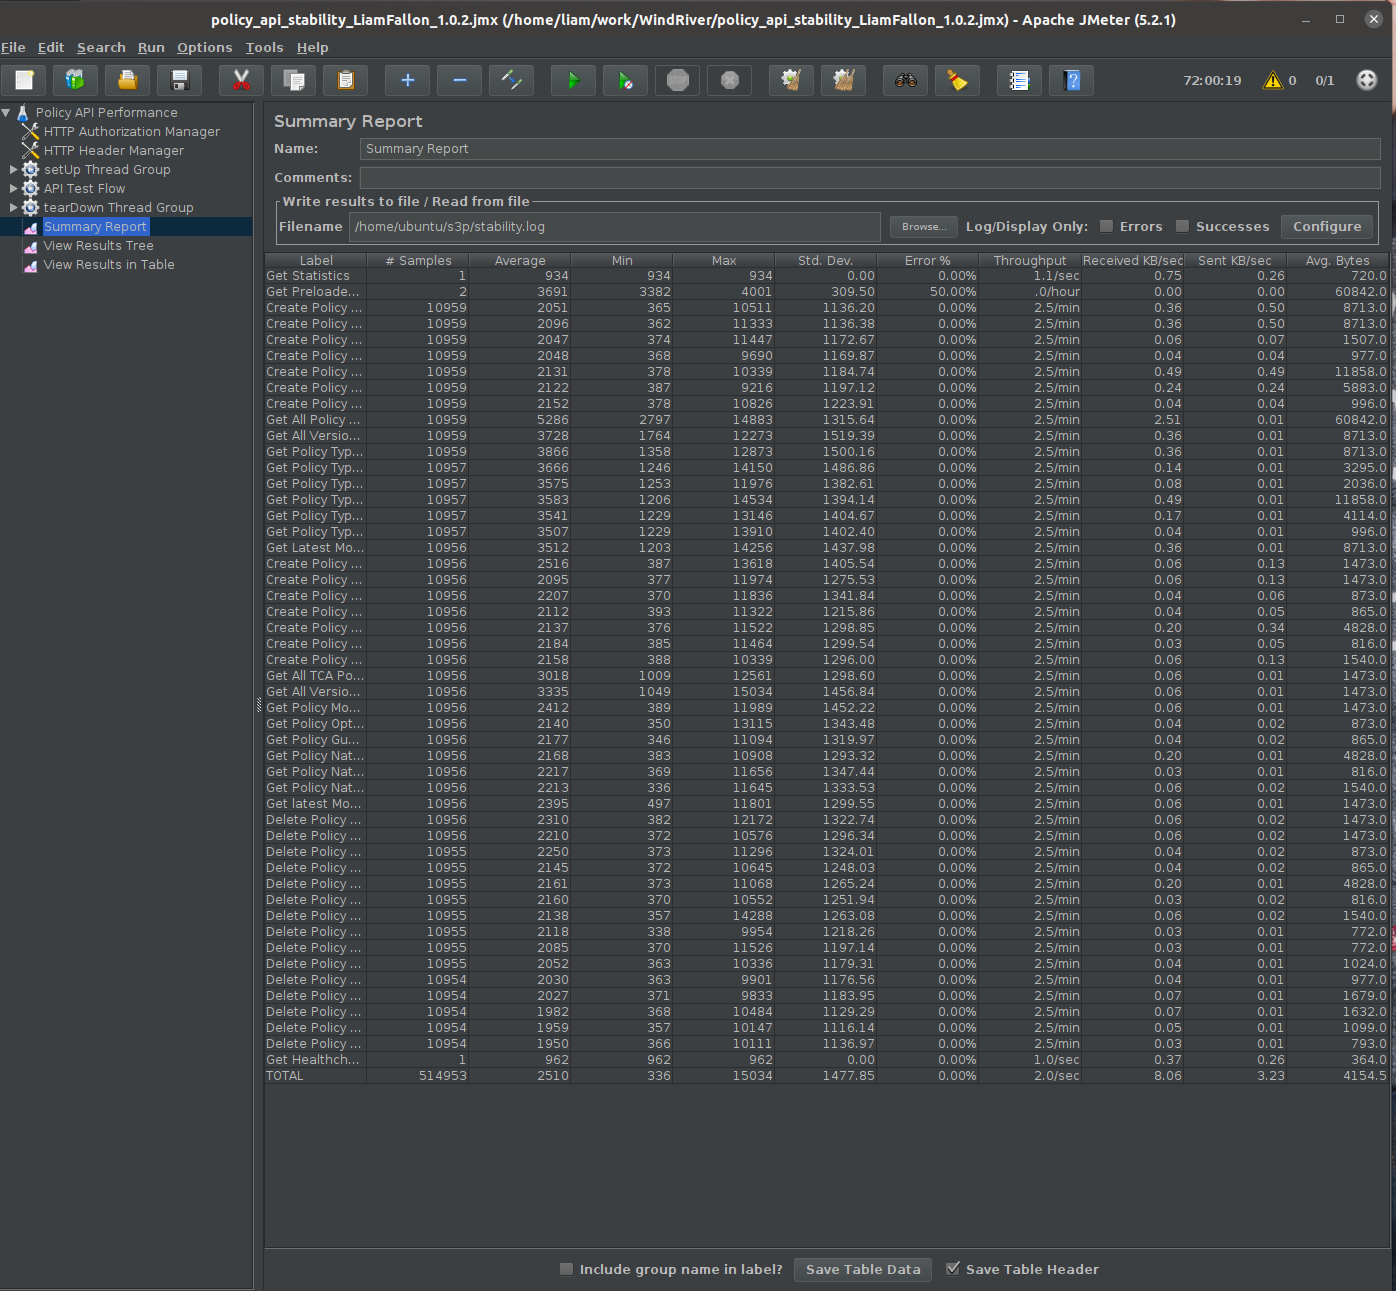 policy_api_stability_LiamFallon_1.0.2.jmx (/home/liam/work/WindRiver/policy_api_stability_LiamFallon_1.0.2.jmx) - Apache JMeter (5.2.1)
File Edit Search Run Options Tools Help
STOP 72:00:19 0 0/1
Policy API Performance
HTTP Authorization Manager
HTTP Header Manager
setUp Thread Group
API Test Flow
tearDown Thread Group
Summary Report
View Results Tree
View Results in Table
Summary Report
Name: Summary Report
Comments:
Write results to file / Read from file
Filename /home/ubuntu/s3p/stability.log Browse... Log/Display Only: Errors Successes Configure
Label # Samples Average Min Max Std. Dev. Error % Throughput Received KB/sec Sent KB/sec Avg. Bytes
Get Statistics 1 934 934 934 0.00 0.00% 1.1/sec 0.75 0.26 720.0
Get Preloade... 2 3691 3382 4001 309.50 50.00% .0/hour 0.00 0.00 60842.0
Create Policy ... 10959 2051 365 10511 1136.20 0.00% 2.5/min 0.36 0.50 8713.0
Create Policy ... 10959 2096 362 11333 1136.38 0.00% 2.5/min 0.36 0.50 8713.0
Create Policy ... 10959 2047 374 11447 1172.67 0.00% 2.5/min 0.06 0.07 1507.0
Create Policy ... 10959 2048 368 9690 1169.87 0.00% 2.5/min 0.04 0.04 977.0
Create Policy ... 10959 2131 378 10339 1184.74 0.00% 2.5/min 0.49 0.49 11858.0
Create Policy ... 10959 2122 387 9216 1197.12 0.00% 2.5/min 0.24 0.24 5883.0
Create Policy ... 10959 2152 378 10826 1223.91 0.00% 2.5/min 0.04 0.04 996.0
Get All Policy ... 10959 5286 2797 14883 1315.64 0.00% 2.5/min 2.51 0.01 60842.0
Get All Versio... 10959 3728 1764 12273 1519.39 0.00% 2.5/min 0.36 0.01 8713.0
Get Policy Typ... 10959 3866 1358 12873 1500.16 0.00% 2.5/min 0.36 0.01 8713.0
Get Policy Typ... 10957 3666 1246 14150 1486.86 0.00% 2.5/min 0.14 0.01 3295.0
Get Policy Typ... 10957 3575 1253 11976 1382.61 0.00% 2.5/min 0.08 0.01 2036.0
Get Policy Typ... 10957 3583 1206 14534 1394.14 0.00% 2.5/min 0.49 0.01 11858.0
Get Policy Typ... 10957 3541 1229 13146 1404.67 0.00% 2.5/min 0.17 0.01 4114.0
Get Policy Typ... 10957 3507 1229 13910 1402.40 0.00% 2.5/min 0.04 0.01 996.0
Get Latest Mo... 10956 3512 1203 14256 1437.98 0.00% 2.5/min 0.36 0.01 8713.0
Create Policy ... 10956 2516 387 13618 1405.54 0.00% 2.5/min 0.06 0.13 1473.0
Create Policy ... 10956 2095 377 11974 1275.53 0.00% 2.5/min 0.06 0.13 1473.0
Create Policy ... 10956 2207 370 11836 1341.84 0.00% 2.5/min 0.04 0.06 873.0
Create Policy ... 10956 2112 393 11322 1215.86 0.00% 2.5/min 0.04 0.05 865.0
Create Policy ... 10956 2137 376 11522 1298.85 0.00% 2.5/min 0.20 0.34 4828.0
Create Policy ... 10956 2184 385 11464 1299.54 0.00% 2.5/min 0.03 0.05 816.0
Create Policy ... 10956 2158 388 10339 1296.00 0.00% 2.5/min 0.06 0.13 1540.0
Get All TCA Po... 10956 3018 1009 12561 1298.60 0.00% 2.5/min 0.06 0.01 1473.0
Get All Versio... 10956 3335 1049 15034 1456.84 0.00% 2.5/min 0.06 0.01 1473.0
Get Policy Mo... 10956 2412 389 11989 1452.22 0.00% 2.5/min 0.06 0.02 1473.0
Get Policy Opt... 10956 2140 350 13115 1343.48 0.00% 2.5/min 0.04 0.02 873.0
Get Policy Gu... 10956 2177 346 11094 1319.97 0.00% 2.5/min 0.04 0.02 865.0
Get Policy Nat... 10956 2168 383 10908 1293.32 0.00% 2.5/min 0.20 0.01 4828.0
Get Policy Nat... 10956 2217 369 11656 1347.44 0.00% 2.5/min 0.03 0.01 816.0
Get Policy Nat... 10956 2213 336 11645 1333.53 0.00% 2.5/min 0.06 0.02 1540.0
Get latest Mo... 10956 2395 497 11801 1299.55 0.00% 2.5/min 0.06 0.01 1473.0
Delete Policy ... 10956 2310 382 12172 1322.74 0.00% 2.5/min 0.06 0.02 1473.0
Delete Policy ... 10956 2210 372 10576 1296.34 0.00% 2.5/min 0.06 0.02 1473.0
Delete Policy ... 10955 2250 373 11296 1324.01 0.00% 2.5/min 0.04 0.02 873.0
Delete Policy ... 10955 2145 372 10645 1248.03 0.00% 2.5/min 0.04 0.02 865.0
Delete Policy ... 10955 2161 373 11068 1265.24 0.00% 2.5/min 0.20 0.01 4828.0
Delete Policy ... 10955 2160 370 10552 1251.94 0.00% 2.5/min 0.03 0.02 816.0
Delete Policy ... 10955 2138 357 14288 1263.08 0.00% 2.5/min 0.06 0.02 1540.0
Delete Policy ... 10955 2118 338 9954 1218.26 0.00% 2.5/min 0.03 0.01 772.0
Delete Policy ... 10955 2085 370 11526 1197.14 0.00% 2.5/min 0.03 0.01 772.0
Delete Policy ... 10955 2052 363 10336 1179.31 0.00% 2.5/min 0.04 0.01 1024.0
Delete Policy ... 10954 2030 363 9901 1176.56 0.00% 2.5/min 0.04 0.01 977.0
Delete Policy ... 10954 2027 371 9833 1183.95 0.00% 2.5/min 0.07 0.01 1679.0
Delete Policy ... 10954 1982 368 10484 1129.29 0.00% 2.5/min 0.07 0.01 1632.0
Delete Policy ... 10954 1959 357 10147 1116.14 0.00% 2.5/min 0.05 0.01 1099.0
Delete Policy ... 10954 1950 366 10111 1136.97 0.00% 2.5/min 0.03 0.01 793.0
Get Healthch... 1 962 962 962 0.00 0.00% 1.0/sec 0.37 0.26 364.0
TOTAL 514953 2510 336 15034 1477.85 0.00% 2.0/sec 8.06 3.23 4154.5
Include group name in label? Save Table Data Save Table Header